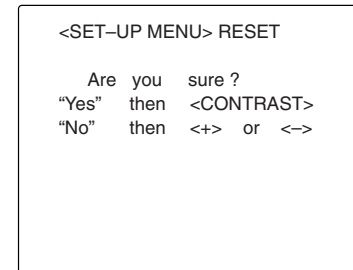 <SET–UP MENU> RESET
Are you sure ?
“Yes” then <CONTRAST>
“No” then <+> or <–>